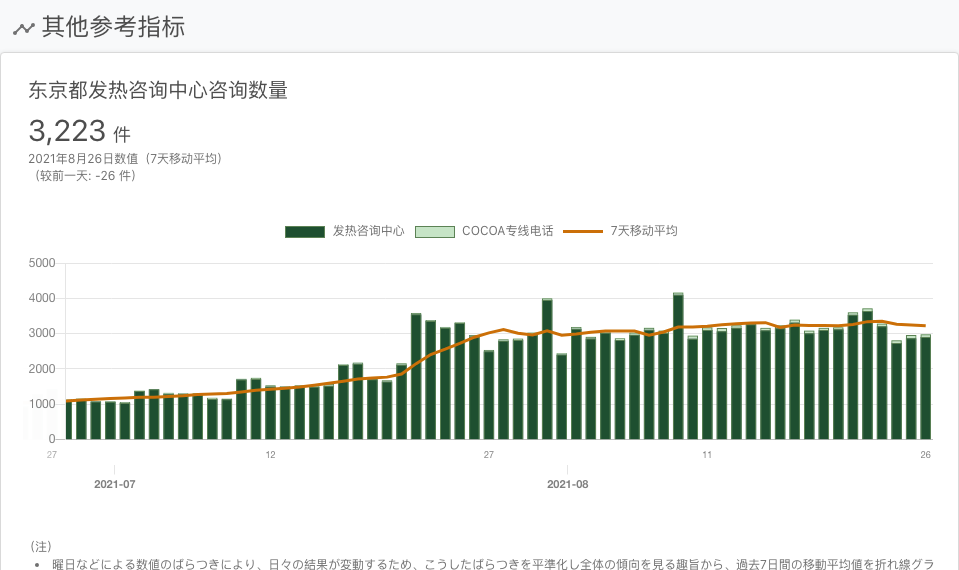 其他参考指标
东京都发热咨询中心咨询数量
3,223 件
2021年8月26日数值（7天移动平均）
（较前一天: -26 件）
发热咨询中心 COCOA专线电话 7天移动平均
5000
4000
3000
2000
1000
0
27 12 27 11 26
2021-07 2021-08
（注）
• 曜日などによる数値のばらつきにより、日々の結果が変動するため、こうしたばらつきを平準化し全体の傾向を見る趣旨から、過去7日間の移動平均値を折れ線グラ